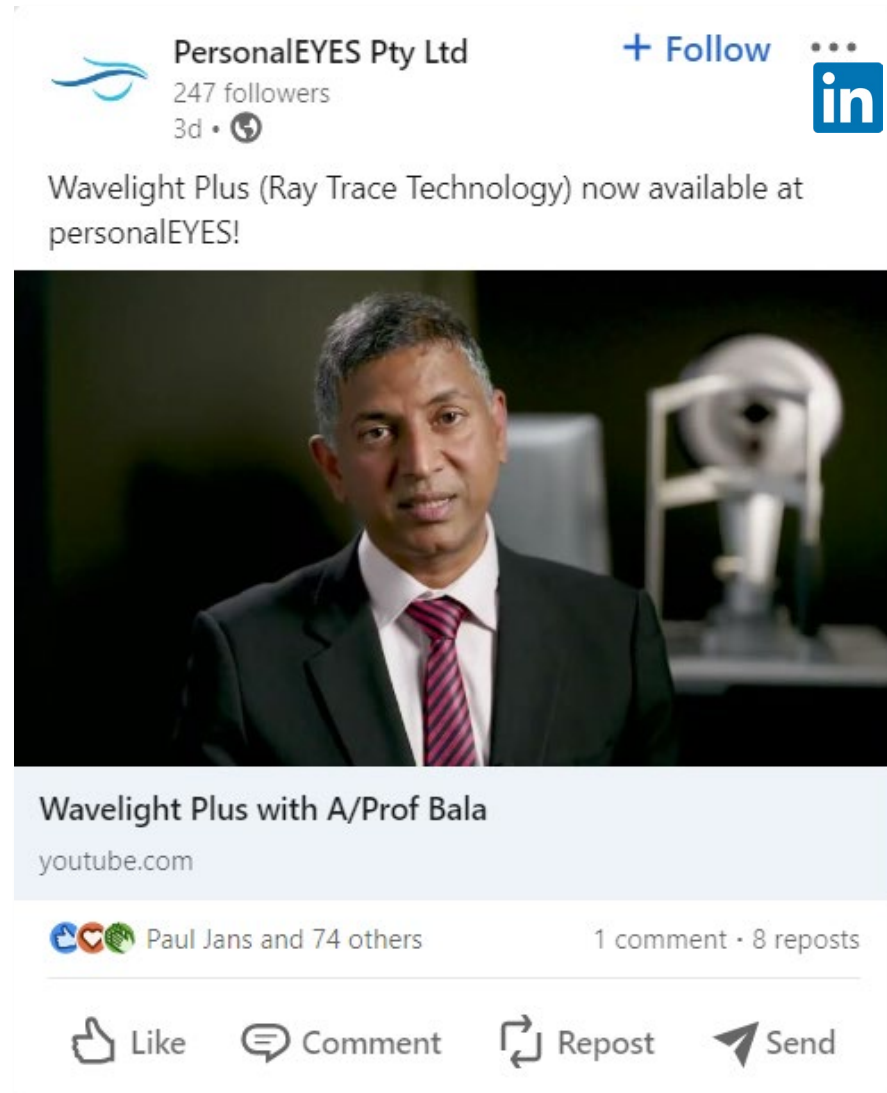 PersonalEYES Pty Ltd
+ Follow
247 followers
3d •
in
Wavelight Plus (Ray Trace Technology) now available at
personalEYES!
Wavelight Plus with A/Prof Bala
youtube.com
Paul Jans and 74 others
1 comment • 8 reposts
Like
Comment
Repost
Send